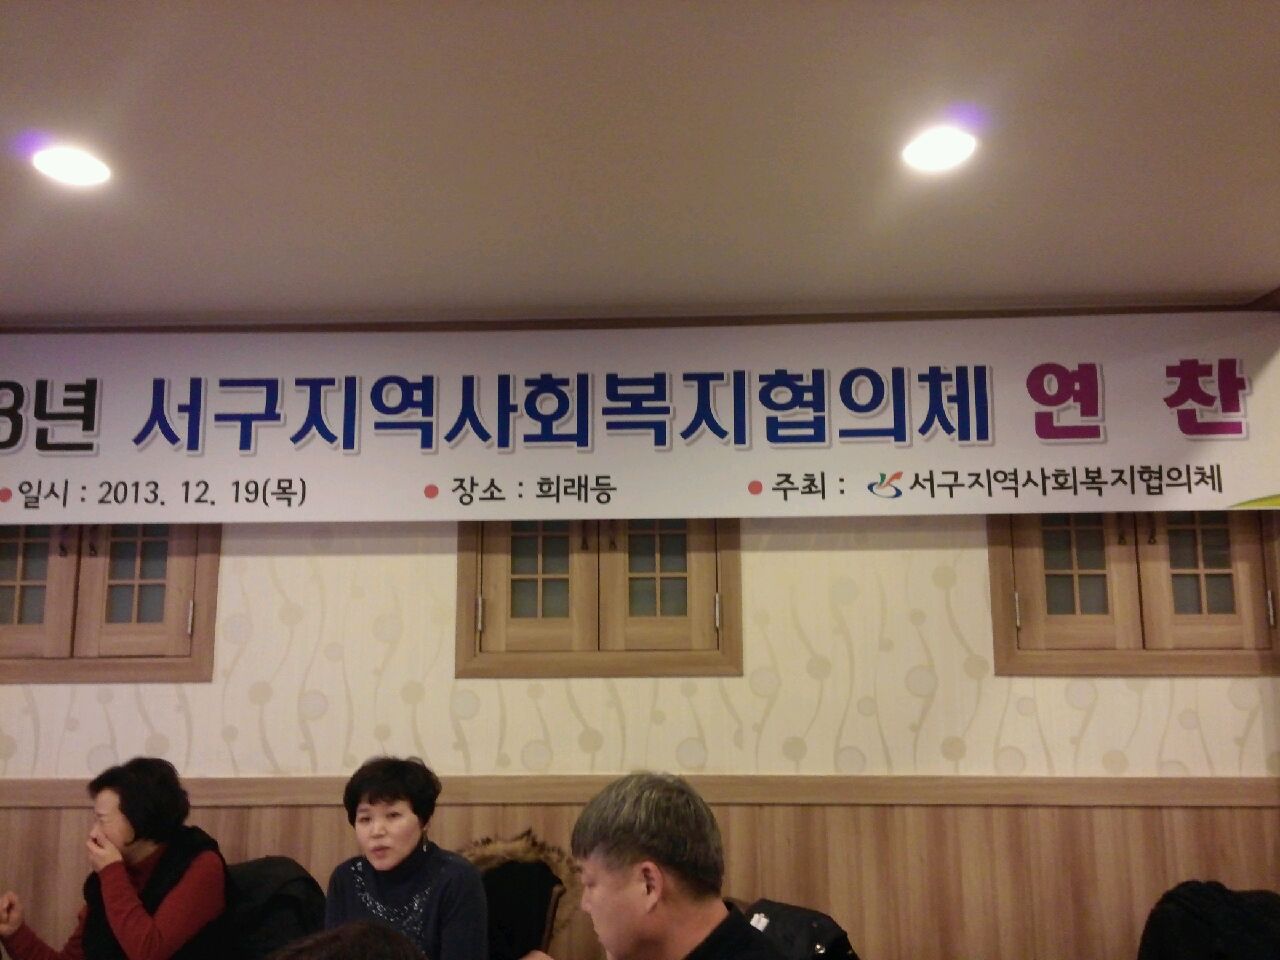 3년 서구지역사회복지협의체 연 찬
• 일시 : 2013. 12. 19(목) • 장소 : 희래등 • 주최 : 서구지역사회복지협의체